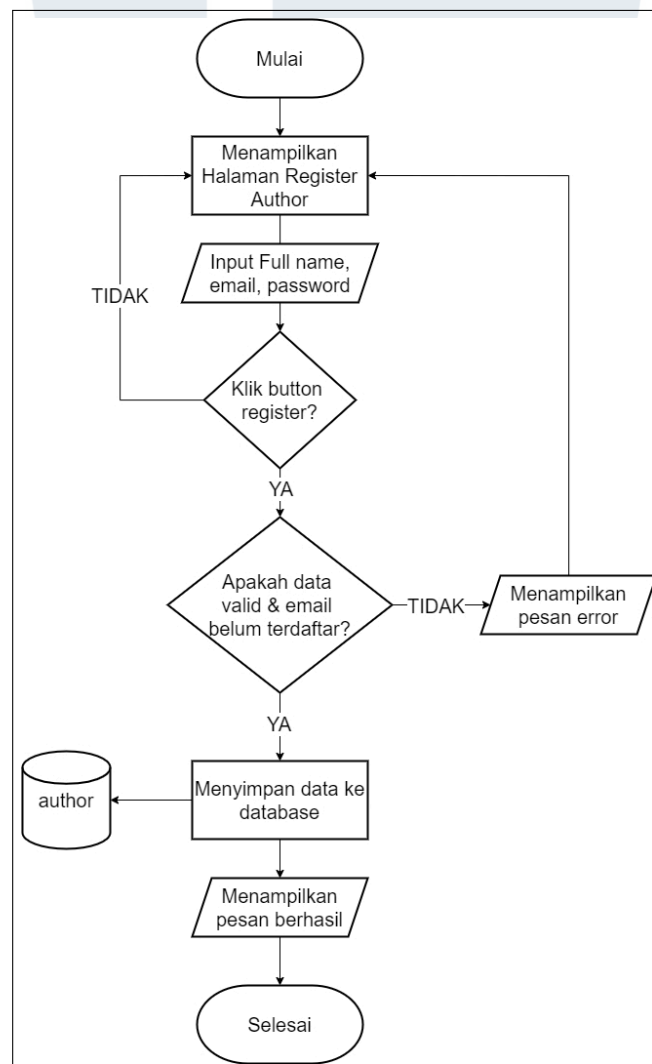 Mulai
Menampilkan
Halaman Register
Author
Input Full name,
email, password
TIDAK
Klik button
register?
YA
Apakah data
valid & email
belum terdaftar?
TIDAK
Menampilkan
pesan error
YA
Menyimpan data ke
database
author
Menampilkan
pesan berhasil
Selesai